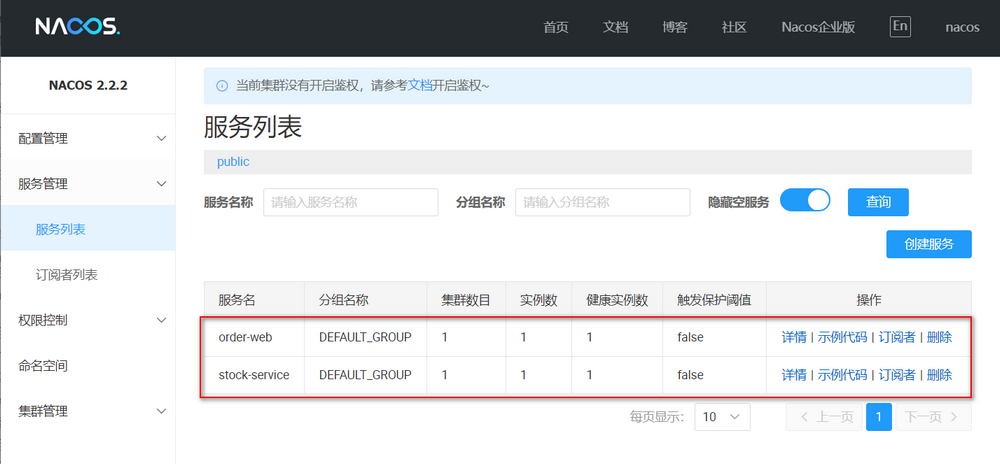 NACOS. 首页 文档 博客 社区 Nacos企业版 En nacos
NACOS 2.2.2
当前集群没有开启鉴权，请参考文档开启鉴权~
服务列表
配置管理
public
服务管理
服务名称 请输入服务名称 分组名称 请输入分组名称 隐藏空服务 查询
服务列表
创建服务
订阅者列表
服务名 分组名称 集群数目 实例数 健康实例数 触发保护阈值 操作
权限控制
order-web DEFAULT_GROUP 1 1 1 false 详情 | 示例代码 | 订阅者 | 删除
命名空间
stock-service DEFAULT_GROUP 1 1 1 false 详情 | 示例代码 | 订阅者 | 删除
集群管理
每页显示： 10 上一页 1 下一页